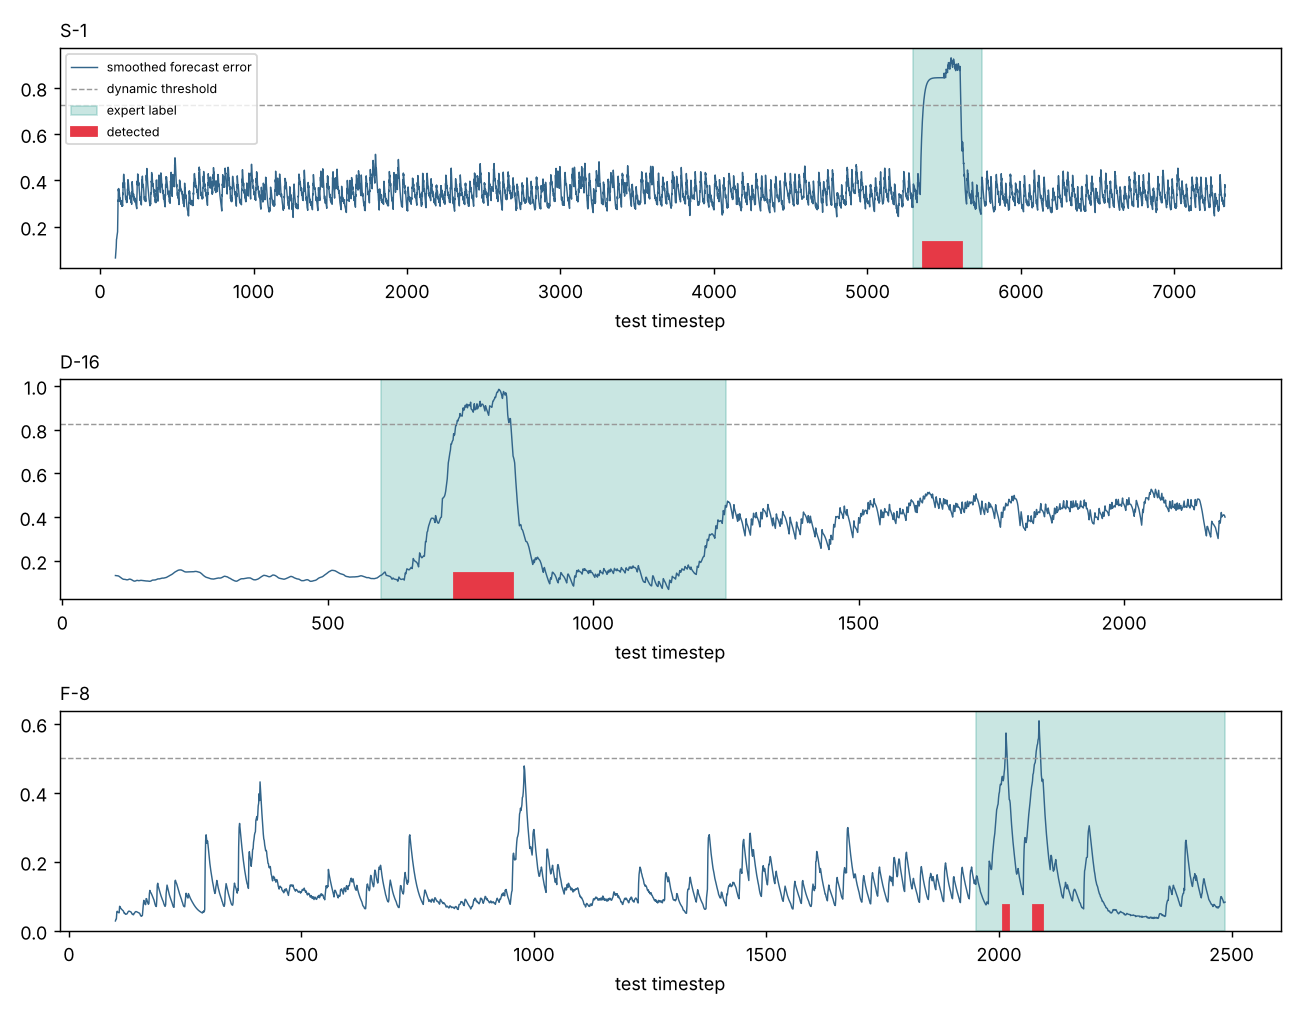 S-1
smoothed forecast error
dynamic threshold
expert label
detected
0.8
0.6
0.4
0.2
0 1000 2000 3000 4000 5000 6000 7000
test timestep
D-16
1.0
0.8
0.6
0.4
0.2
0 500 1000 1500 2000
test timestep
F-8
0.6
0.4
0.2
0.0
0 500 1000 1500 2000 2500
test timestep